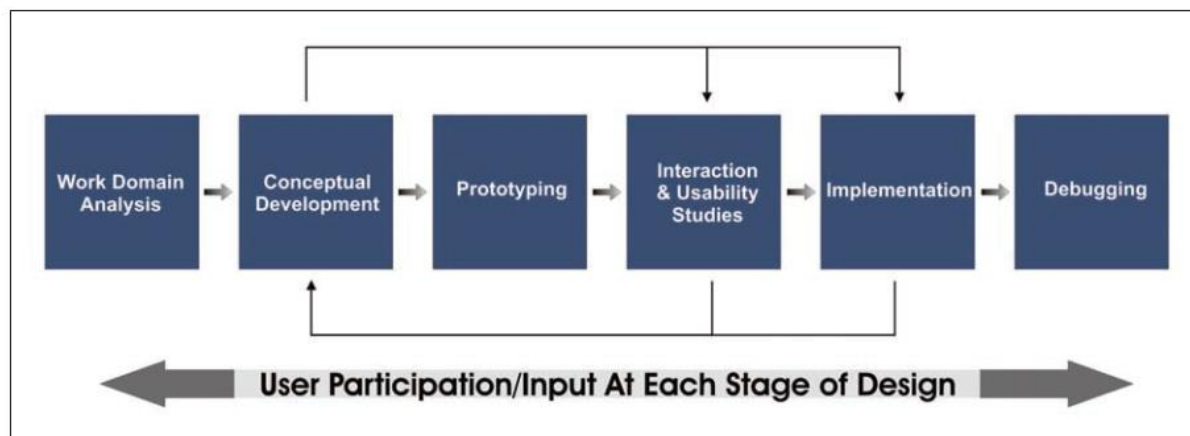 Work Domain
Analysis
Conceptual
Development
Prototyping
Interaction
& Usability
Studies
Implementation
Debugging
User Participation/Input At Each Stage of Design